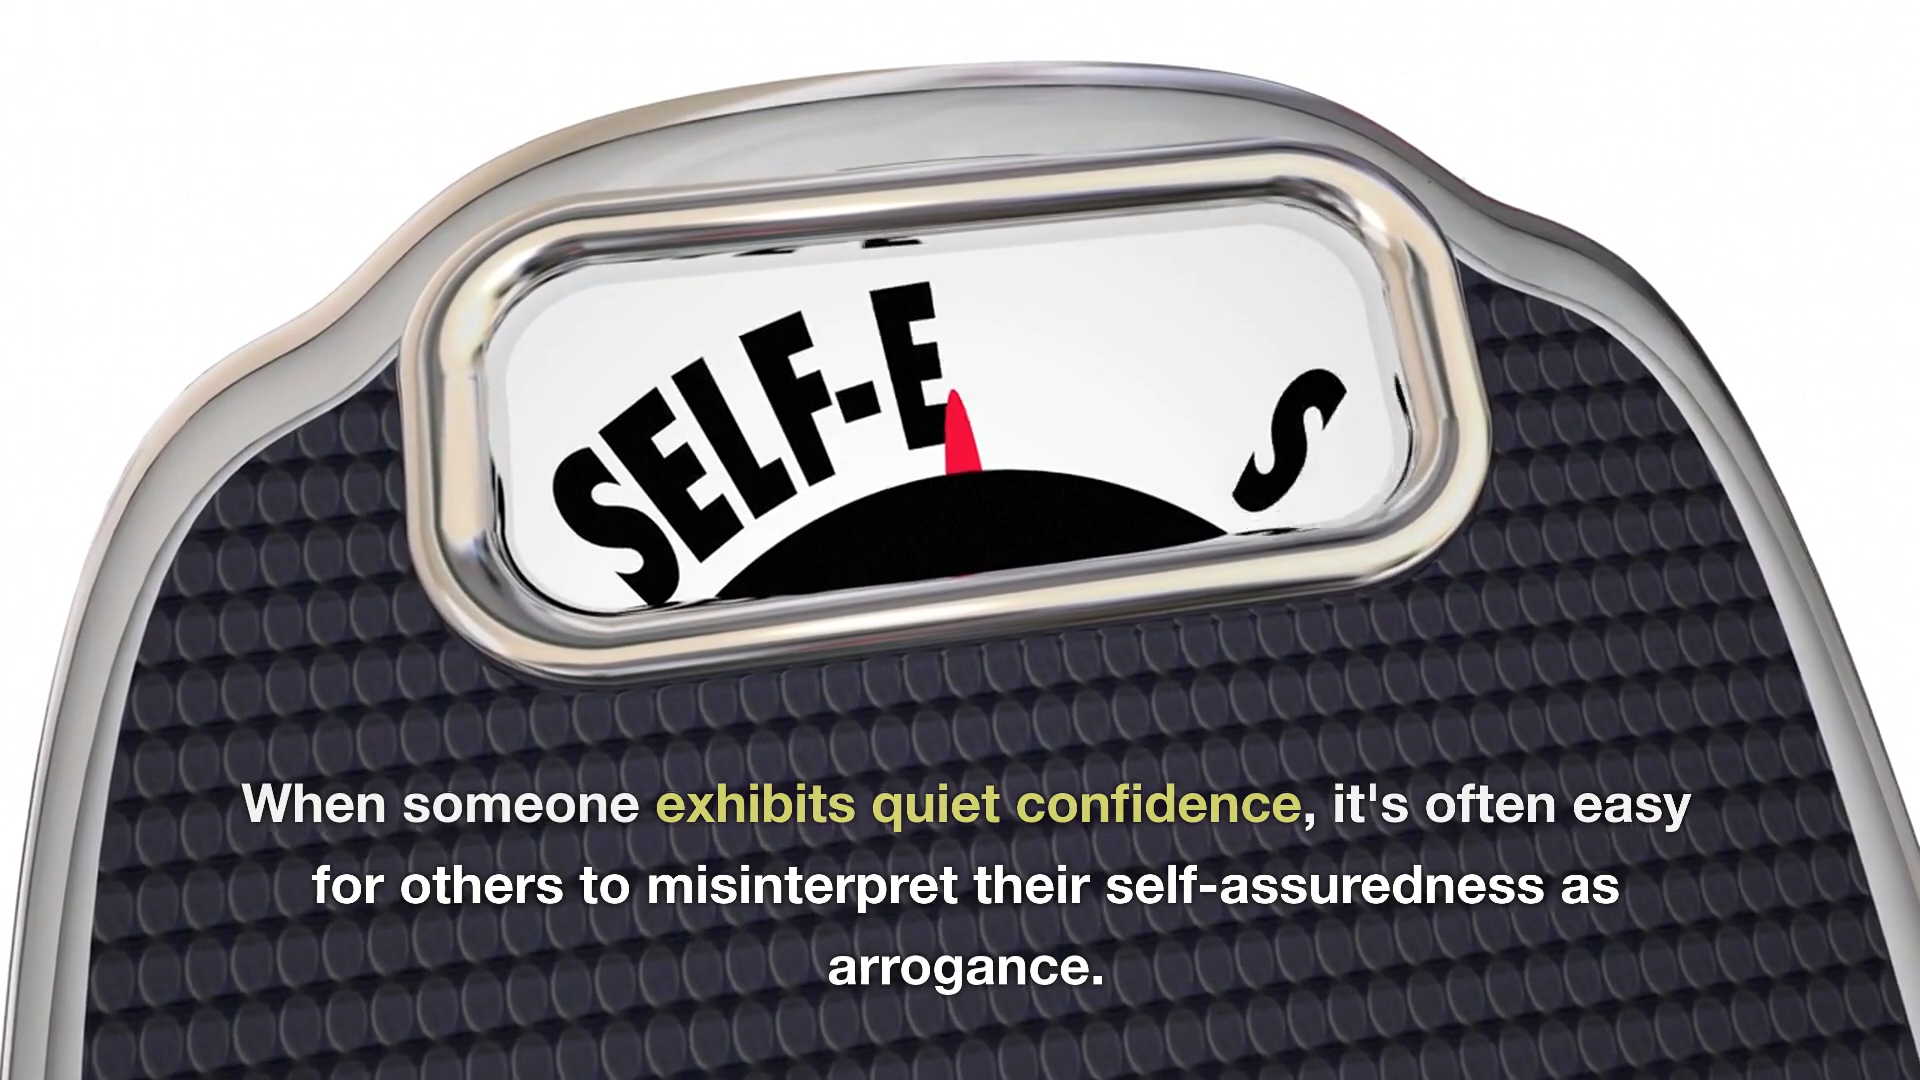 SELF-E S
When someone exhibits quiet confidence, it's often easy
for others to misinterpret their self-assuredness as
arrogance.